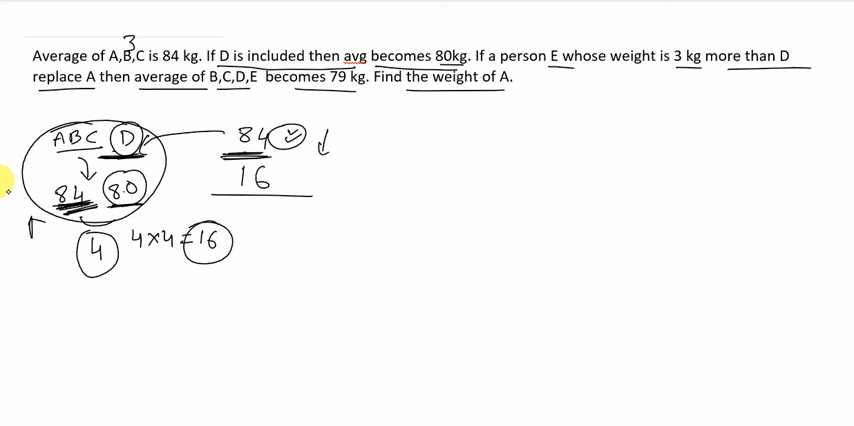 3
Average of A,B,C is 84 kg. If D is included then avg becomes 80kg. If a person E whose weight is 3 kg more than D
replace A then average of B,C,D,E becomes 79 kg. Find the weight of A.
ABC D 84
84 80 16
4 4×4=16